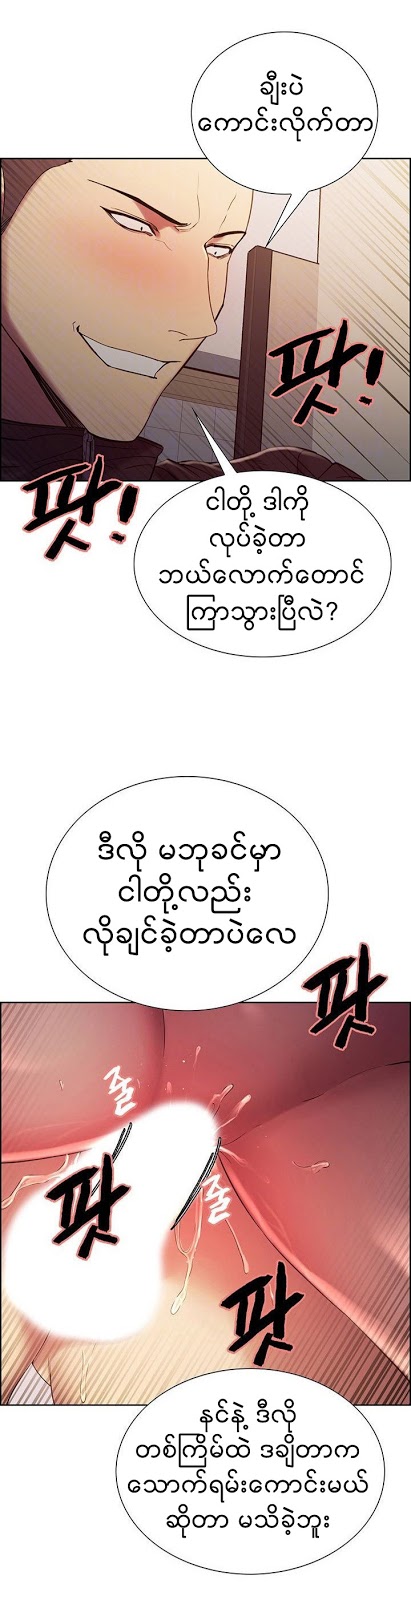 ချီးပဲ
ကောင်းလိုက်တာ
팟!
팟!
ငါတို့ ဒါကို
လုပ်ခဲ့တာ
ဘယ်လောက်တောင်
ကြာသွားပြီလဲ?
ဒီလို မဘုခင်မှာ
ငါတို့လည်း
လိုချင်ခဲ့တာပဲလေ
팟
줄
줄
팟
팟
နင်နဲ့ ဒီလို
တစ်ကြိမ်ထဲ ဒချိတာက
သောက်ရမ်းကောင်းမယ်
ဆိုတာ မသိခဲ့ဘူး